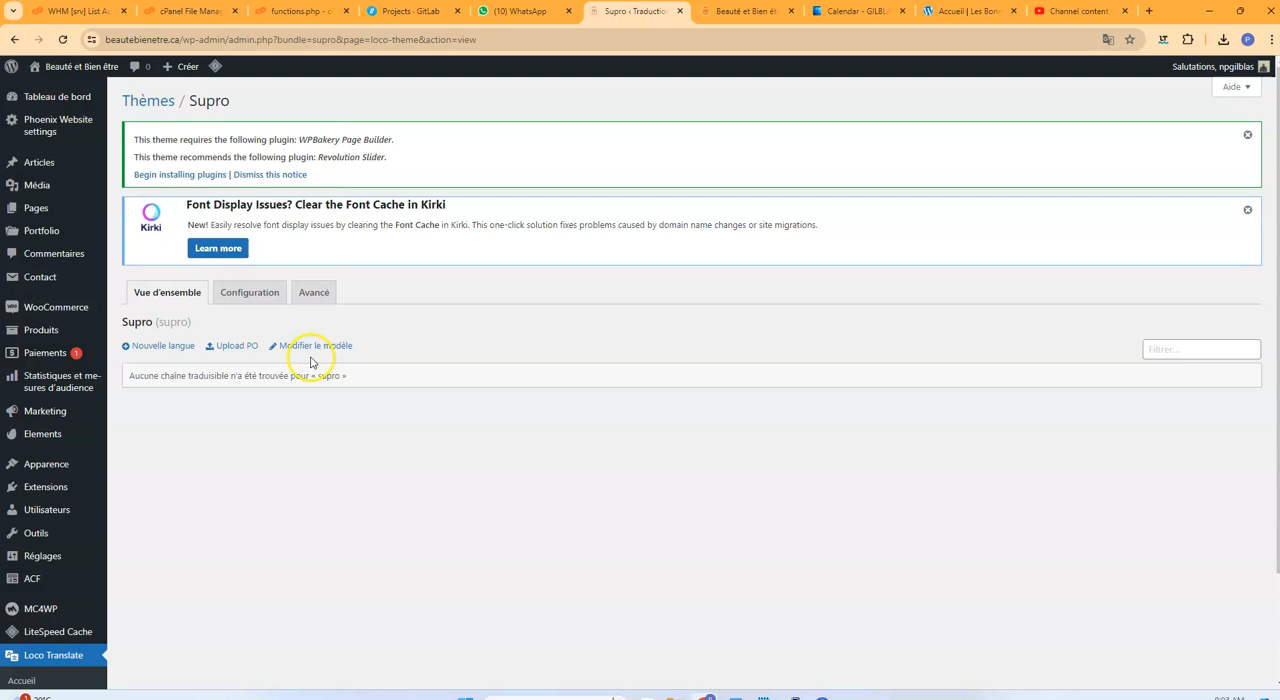 WHM [srv] List Ac
cPanel File Manag
functions.php - cl
Projects · GitLab
(10) WhatsApp
Supro ‹ Traductio
Beauté et Bien êt
Calendar - GILBLA
Accueil | Les Bonn
Channel content
beautebienetre.ca/wp-admin/admin.php?bundle=supro&page=loco-theme&action=view
Beauté et Bien être
0
Créer
Salutations, npgilblas
Aide
Tableau de bord
Phoenix Website
settings
Articles
Média
Pages
Portfolio
Commentaires
Contact
WooCommerce
Produits
Paiements 1
Statistiques et me-
sures d'audience
Marketing
Elements
Apparence
Extensions
Utilisateurs
Outils
Réglages
ACF
MC4WP
LiteSpeed Cache
Loco Translate
Accueil
Thèmes / Supro
This theme requires the following plugin: WPBakery Page Builder.
This theme recommends the following plugin: Revolution Slider.
Begin installing plugins | Dismiss this notice
Kirki
Font Display Issues? Clear the Font Cache in Kirki
New! Easily resolve font display issues by clearing the Font Cache in Kirki. This one-click solution fixes problems caused by domain name changes or site migrations.
Learn more
Vue d'ensemble
Configuration
Avancé
Supro (supro)
Nouvelle langue
Upload PO
Modifier le modèle
Filtrer...
Aucune chaîne traduisible n'a été trouvée pour « supro »